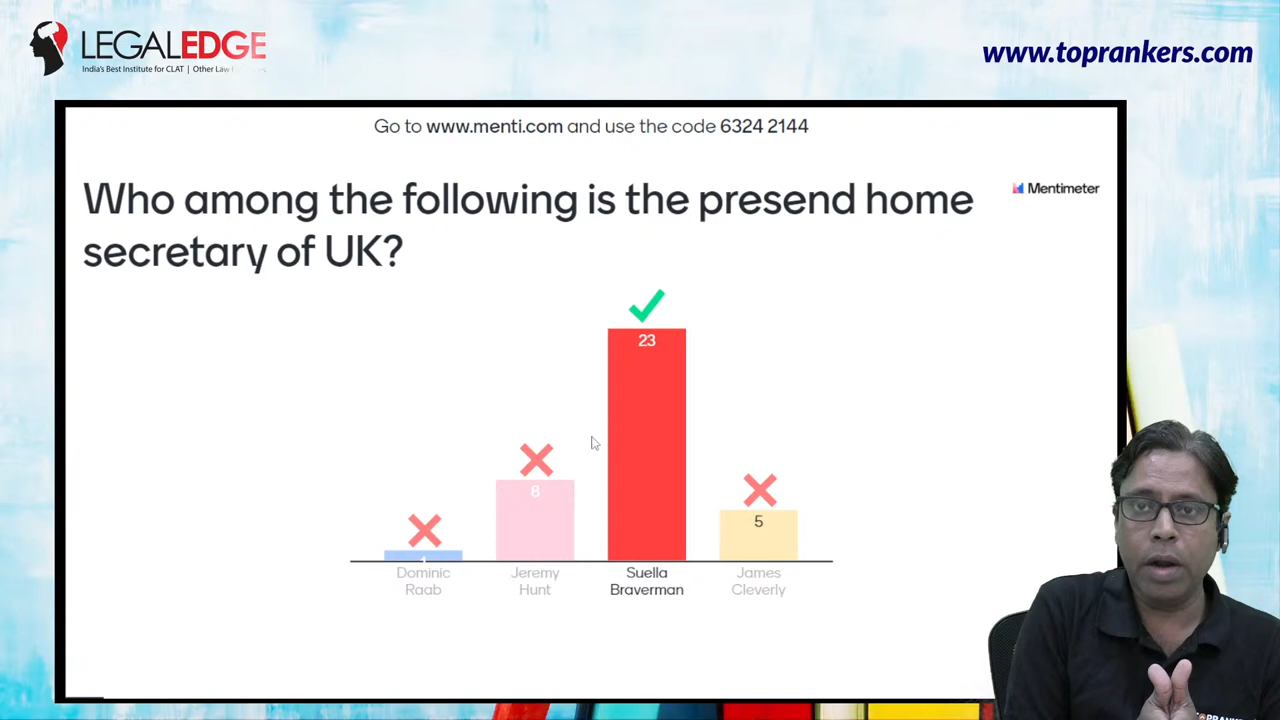 LEGALEDGE
India's Best Institute for CLAT | Other Law
www.toprankers.com
Go to www.menti.com and use the code 6324 2144
Mentimeter
Who among the following is the presend home
secretary of UK?
23
8
5
1
Dominic
Raab
Jeremy
Hunt
Suella
Braverman
James
Cleverly